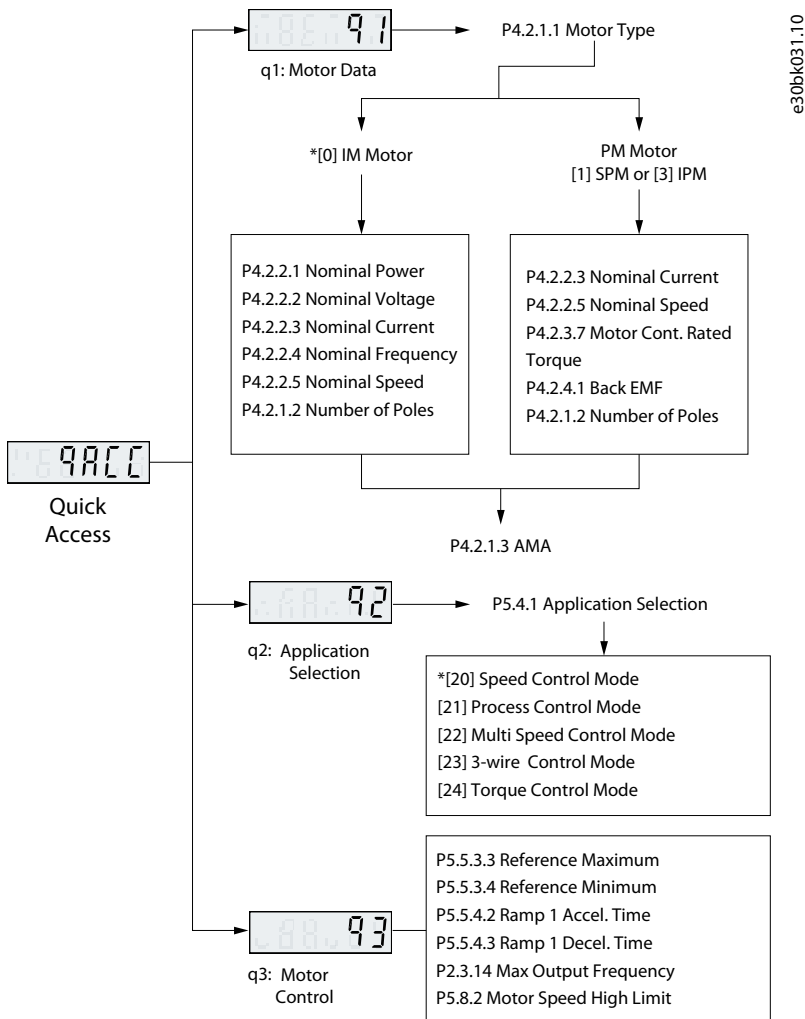 e30bk031.10
q1
P4.2.1.1 Motor Type
q1: Motor Data
*[0] IM Motor
PM Motor
[1] SPM or [3] IPM
P4.2.2.1 Nominal Power
P4.2.2.2 Nominal Voltage
P4.2.2.3 Nominal Current
P4.2.2.4 Nominal Frequency
P4.2.2.5 Nominal Speed
P4.2.1.2 Number of Poles
P4.2.2.3 Nominal Current
P4.2.2.5 Nominal Speed
P4.2.3.7 Motor Cont. Rated
Torque
P4.2.4.1 Back EMF
P4.2.1.2 Number of Poles
qACC
Quick
Access
P4.2.1.3 AMA
q2
P5.4.1 Application Selection
q2: Application
Selection
*[20] Speed Control Mode
[21] Process Control Mode
[22] Multi Speed Control Mode
[23] 3-wire Control Mode
[24] Torque Control Mode
q3
q3: Motor
Control
P5.5.3.3 Reference Maximum
P5.5.3.4 Reference Minimum
P5.5.4.2 Ramp 1 Accel. Time
P5.5.4.3 Ramp 1 Decel. Time
P2.3.14 Max Output Frequency
P5.8.2 Motor Speed High Limit